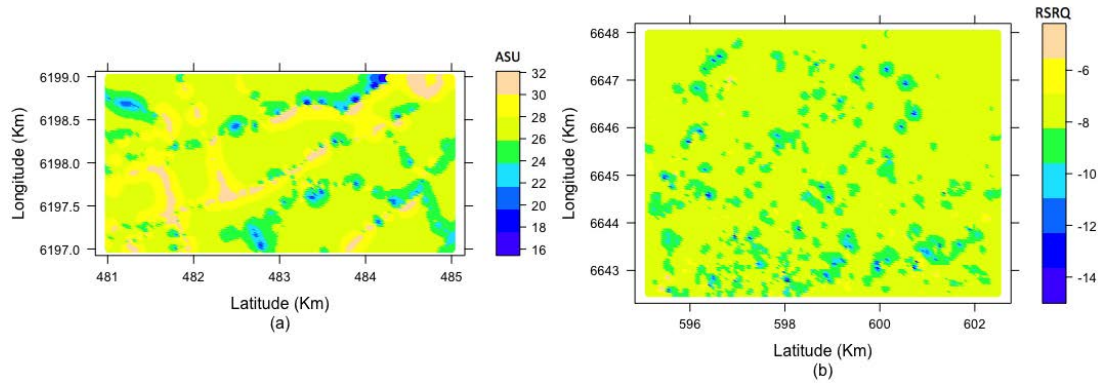 ASU
6199.0
6198.5
6198.0
6197.5
6197.0
Longitude (Km)
481 482 483 484 485
Latitude (Km)
(a)
32
30
28
26
24
22
20
18
16
RSRQ
6648
6647
6646
6645
6644
6643
Longitude (Km)
596 598 600 602
Latitude (Km)
(b)
-6
-8
-10
-12
-14